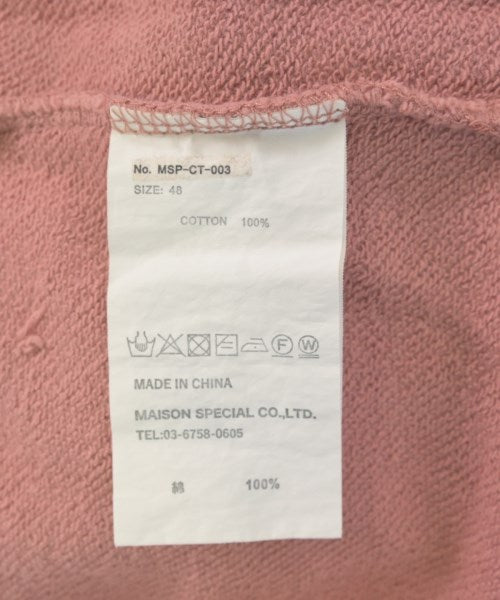 No. MSP-CT-003
SIZE: 48
COTTON 100%
F W
MADE IN CHINA
MAISON SPECIAL CO.,LTD.
TEL:03-6758-0605
綿 100%